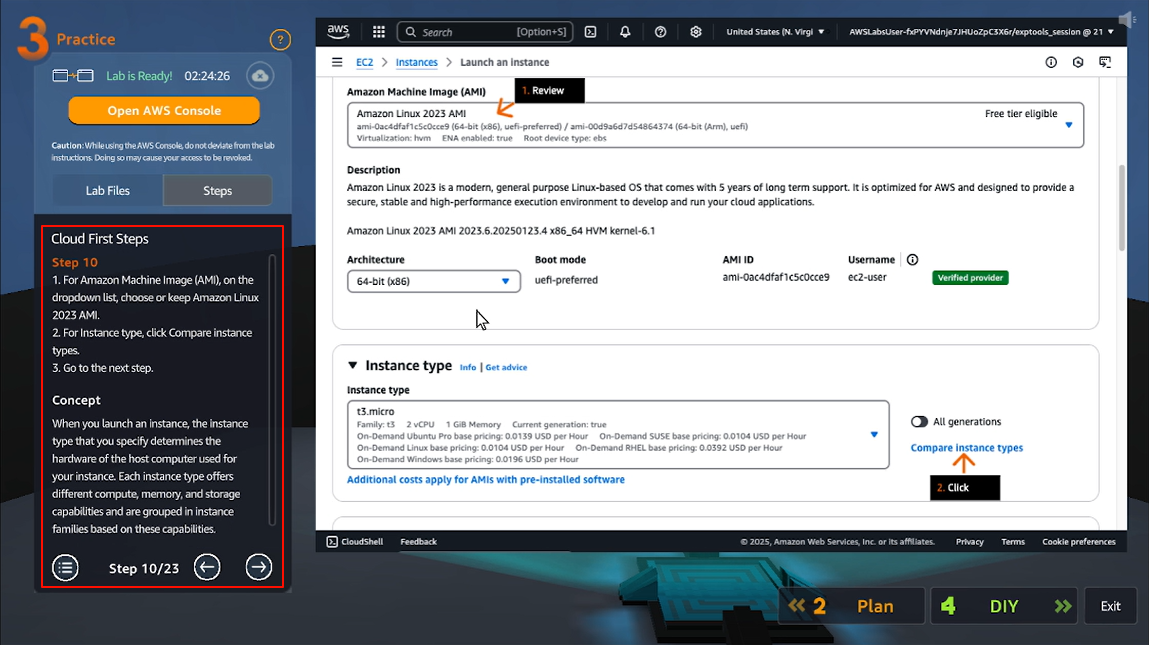 3 Practice
?
Lab is Ready! 02:24:26
Open AWS Console
Caution: While using the AWS Console, do not deviate from the lab
instructions. Doing so may cause your access to be revoked.
Lab Files
Steps
Cloud First Steps
Step 10
1. For Amazon Machine Image (AMI), on the
dropdown list, choose or keep Amazon Linux
2023 AMI.
2. For Instance type, click Compare instance
types.
3. Go to the next step.
Concept
When you launch an instance, the instance
type that you specify determines the
hardware of the host computer used for
your instance. Each instance type offers
different compute, memory, and storage
capabilities and are grouped in instance
families based on these capabilities.
Step 10/23
aws
Search [Option+S]
United States (N. Virgi
AWSLabsUser-fxPYVNdnje7JHUoZpC3X6r/exptools_session @ 21
EC2 > Instances > Launch an instance
Amazon Machine Image (AMI)
1. Review
Amazon Linux 2023 AMI
Free tier eligible
ami-0ac4dfaf1c5c0cce9 (64-bit (x86), uefi-preferred) / ami-00d9a6d7d54864374 (64-bit (Arm), uefi)
Virtualization: hvm ENA enabled: true Root device type: ebs
Description
Amazon Linux 2023 is a modern, general purpose Linux-based OS that comes with 5 years of long term support. It is optimized for AWS and designed to provide a
secure, stable and high-performance execution environment to develop and run your cloud applications.
Amazon Linux 2023 AMI 2023.6.20250123.4 x86_64 HVM kernel-6.1
Architecture
Boot mode
AMI ID
Username
64-bit (x86)
uefi-preferred
ami-0ac4dfaf1c5c0cce9
ec2-user
Verified provider
Instance type Info | Get advice
Instance type
t3.micro
Family: t3 2 vCPU 1 GiB Memory Current generation: true
On-Demand Ubuntu Pro base pricing: 0.0139 USD per Hour On-Demand SUSE base pricing: 0.0104 USD per Hour
On-Demand Linux base pricing: 0.0104 USD per Hour On-Demand RHEL base pricing: 0.0392 USD per Hour
On-Demand Windows base pricing: 0.0196 USD per Hour
All generations
Compare instance types
2. Click
Additional costs apply for AMIs with pre-installed software
CloudShell
Feedback
© 2025, Amazon Web Services, Inc. or its affiliates.
Privacy
Terms
Cookie preferences
2 Plan
4 DIY
Exit